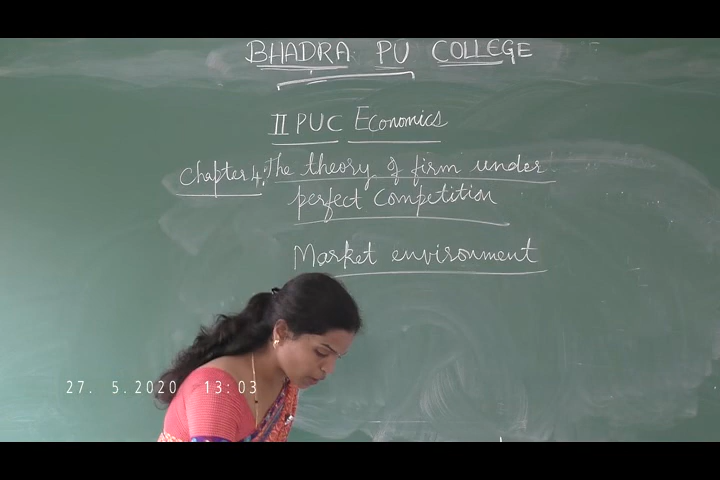 BHADRA PU COLLEGE
II PUC Economics
Chapter 4: The theory of firm under
perfect Competition
Market environment
27. 5.2020 13:03